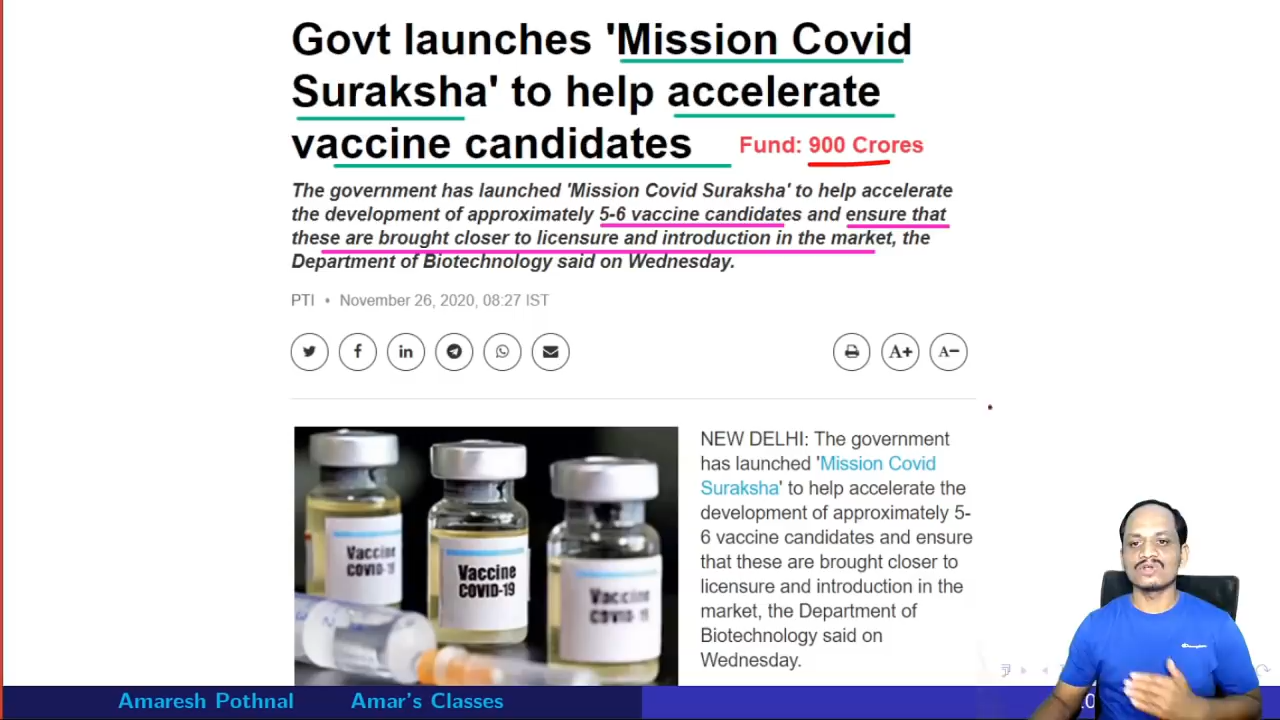 Govt launches 'Mission Covid
Suraksha' to help accelerate
vaccine candidates
Fund: 900 Crores
The government has launched 'Mission Covid Suraksha' to help accelerate
the development of approximately 5-6 vaccine candidates and ensure that
these are brought closer to licensure and introduction in the market, the
Department of Biotechnology said on Wednesday.
PTI • November 26, 2020, 08:27 IST
A+ A−
NEW DELHI: The government
has launched 'Mission Covid
Suraksha' to help accelerate the
development of approximately 5-
6 vaccine candidates and ensure
that these are brought closer to
licensure and introduction in the
market, the Department of
Biotechnology said on
Wednesday.
Vaccine
COVID-19
Vaccine
COVID-19
Vaccine
COVID-19
Amaresh Pothnal Amar's Classes